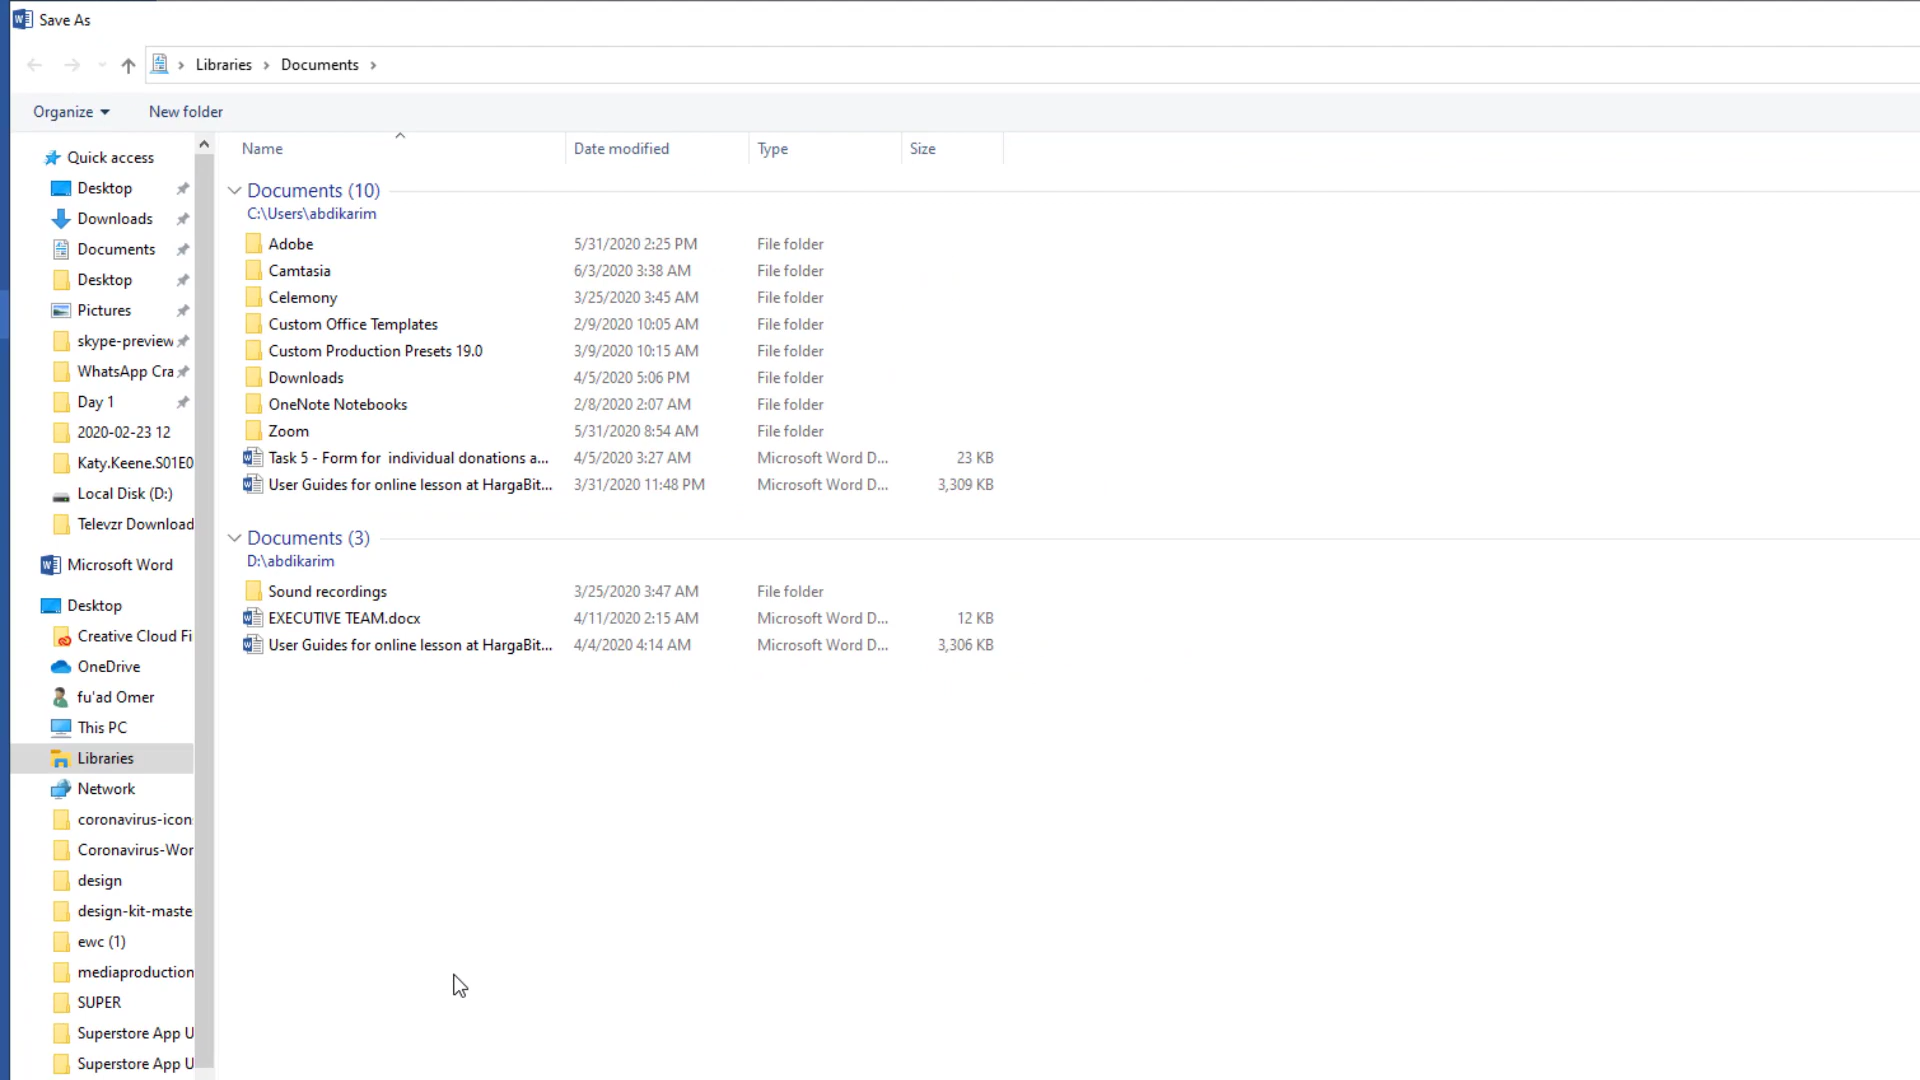 Save As
Libraries > Documents >
Organize New folder
Name Date modified Type Size
Quick access
Desktop
Downloads
Documents
Desktop
Pictures
skype-preview
WhatsApp Cra
Day 1
2020-02-23 12
Katy.Keene.S01E0
Local Disk (D:)
Televzr Download
Microsoft Word
Desktop
Creative Cloud Fi
OneDrive
fu'ad Omer
This PC
Libraries
Network
coronavirus-icon
Coronavirus-Wor
design
design-kit-maste
ewc (1)
mediaproduction
SUPER
Superstore App U
Superstore App U
Documents (10)
C:\Users\abdikarim
Adobe 5/31/2020 2:25 PM File folder
Camtasia 6/3/2020 3:38 AM File folder
Celemony 3/25/2020 3:45 AM File folder
Custom Office Templates 2/9/2020 10:05 AM File folder
Custom Production Presets 19.0 3/9/2020 10:15 AM File folder
Downloads 4/5/2020 5:06 PM File folder
OneNote Notebooks 2/8/2020 2:07 AM File folder
Zoom 5/31/2020 8:54 AM File folder
Task 5 - Form for  individual donations a... 4/5/2020 3:27 AM Microsoft Word D... 23 KB
User Guides for online lesson at HargaBit... 3/31/2020 11:48 PM Microsoft Word D... 3,309 KB
Documents (3)
D:\abdikarim
Sound recordings 3/25/2020 3:47 AM File folder
EXECUTIVE TEAM.docx 4/11/2020 2:15 AM Microsoft Word D... 12 KB
User Guides for online lesson at HargaBit... 4/4/2020 4:14 AM Microsoft Word D... 3,306 KB